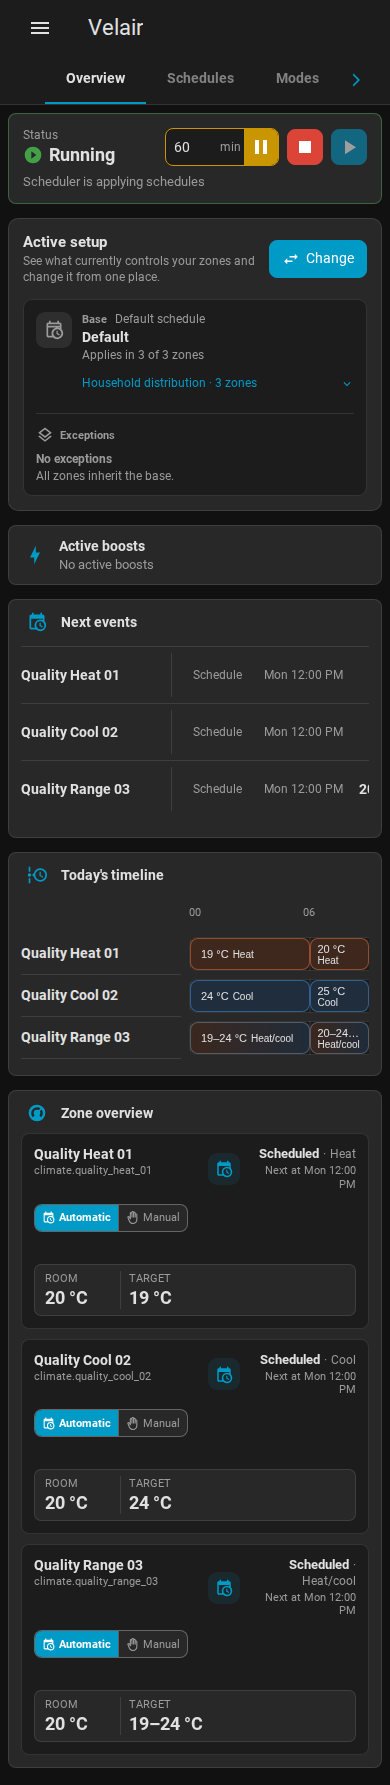 Velair
Overview Schedules Modes
Status
Running
60 min
Scheduler is applying schedules
Active setup
See what currently controls your zones and
change it from one place.
Change
Base Default schedule
Default
Applies in 3 of 3 zones
Household distribution · 3 zones
Exceptions
No exceptions
All zones inherit the base.
Active boosts
No active boosts
Next events
Quality Heat 01 Schedule Mon 12:00 PM
Quality Cool 02 Schedule Mon 12:00 PM
Quality Range 03 Schedule Mon 12:00 PM
Today's timeline
00 06
Quality Heat 01 19 °C Heat 20 °C Heat
Quality Cool 02 24 °C Cool 25 °C Cool
Quality Range 03 19–24 °C Heat/cool 20–24... Heat/cool
Zone overview
Quality Heat 01
climate.quality_heat_01
Scheduled · Heat
Next at Mon 12:00
PM
Automatic Manual
ROOM TARGET
20 °C 19 °C
Quality Cool 02
climate.quality_cool_02
Scheduled · Cool
Next at Mon 12:00
PM
Automatic Manual
ROOM TARGET
20 °C 24 °C
Quality Range 03
climate.quality_range_03
Scheduled ·
Heat/cool
Next at Mon 12:00
PM
Automatic Manual
ROOM TARGET
20 °C 19–24 °C